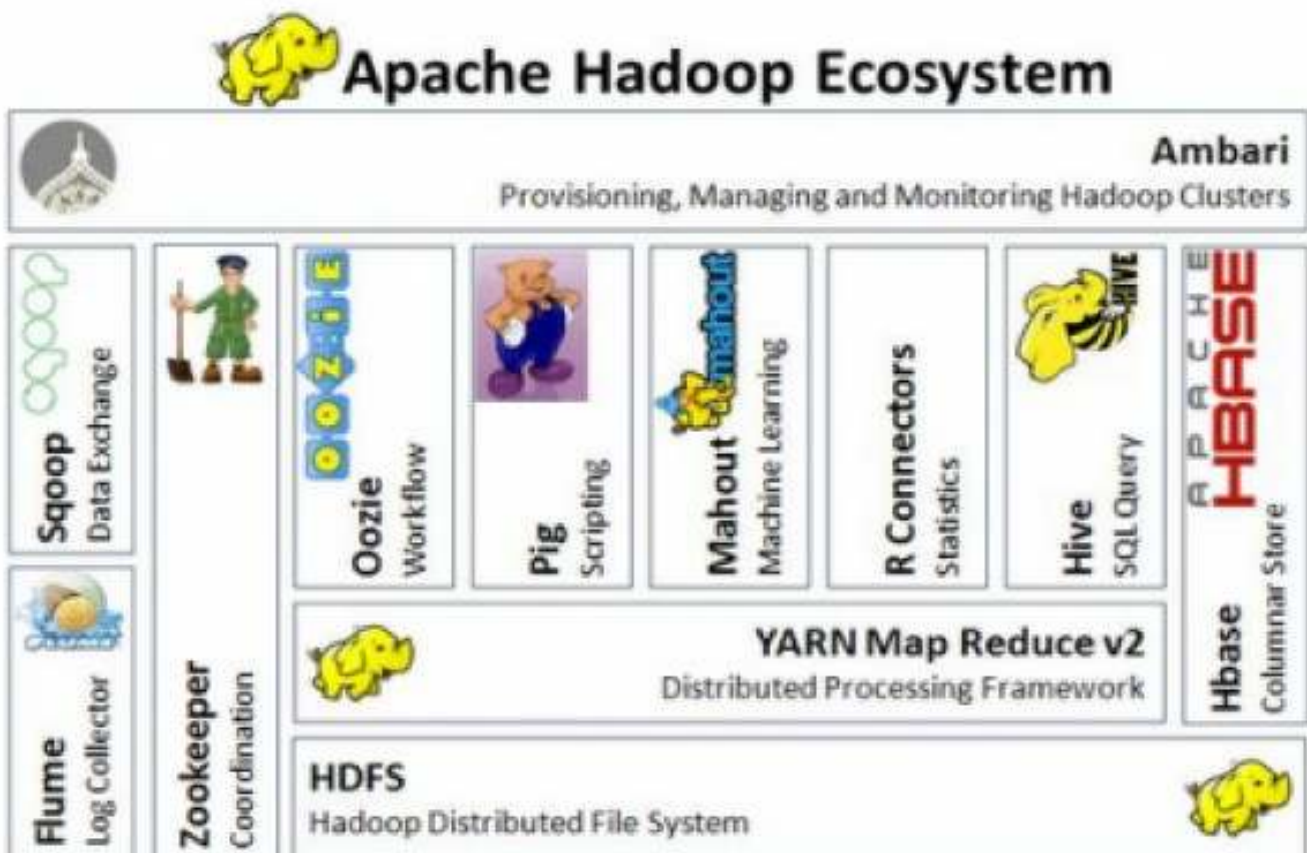 Apache Hadoop Ecosystem
Ambari
Provisioning, Managing and Monitoring Hadoop Clusters
sqoop
Sqoop
Data Exchange
Flume
Log Collector
Zookeeper
Coordination
OOZiE
Oozie
Workflow
Pig
Scripting
mahout
Mahout
Machine Learning
R Connectors
Statistics
HIVE
Hive
SQL Query
APACHE
HBASE
Hbase
Columnar Store
YARN Map Reduce v2
Distributed Processing Framework
HDFS
Hadoop Distributed File System